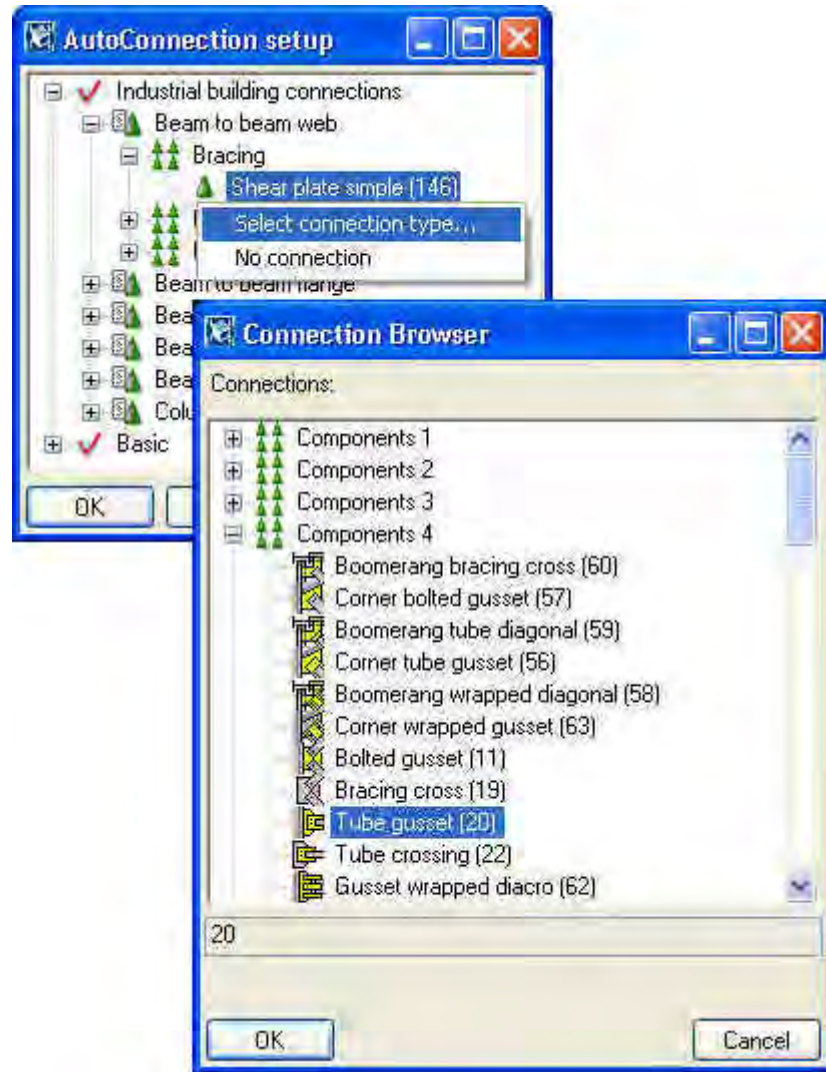 AutoConnection setup
Industrial building connections
Beam to beam web
Bracing
Shear plate simple (146)
Select connection type...
No connection
Beam to beam flange
Bea
Bea
Bea
Colu
Basic
OK
Connection Browser
Connections:
Components 1
Components 2
Components 3
Components 4
Boomerang bracing cross (60)
Corner bolted gusset (57)
Boomerang tube diagonal (59)
Corner tube gusset (56)
Boomerang wrapped diagonal (58)
Corner wrapped gusset (63)
Bolted gusset (11)
Bracing cross (19)
Tube gusset (20)
Tube crossing (22)
Gusset wrapped diacro (62)
20
OK
Cancel